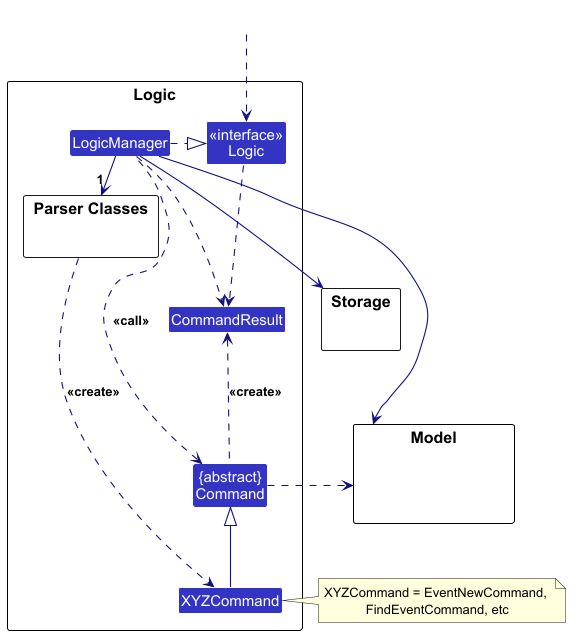 Logic
LogicManager
«interface»
Logic
1
Parser Classes
Storage
CommandResult
«call»
«create»
«create»
Model
{abstract}
Command
XYZCommand
XYZCommand = EventNewCommand,
FindEventCommand, etc